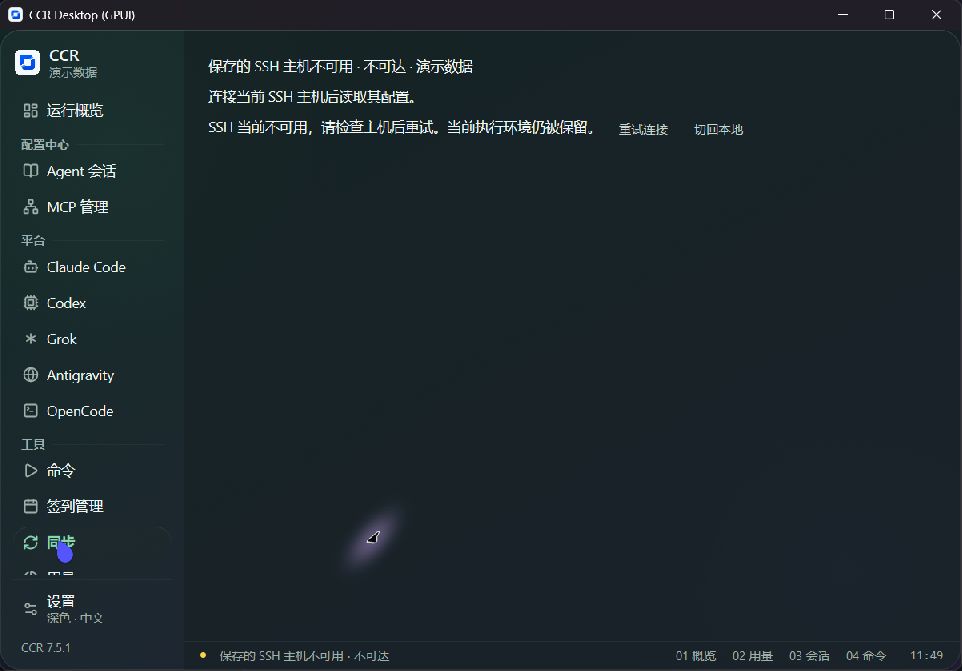 CCR Desktop (GPUI)
CCR
演示数据
运行概览
配置中心
Agent 会话
MCP 管理
平台
Claude Code
Codex
Grok
Antigravity
OpenCode
工具
命令
签到管理
同步
设置
深色 · 中文
CCR 7.5.1
保存的 SSH 主机不可用 · 不可达 · 演示数据
连接当前 SSH 主机后读取其配置。
SSH 当前不可用，请检查主机后重试。当前执行环境仍被保留。 重试连接 切回本地
保存的 SSH 主机不可用 · 不可达 01 概览 02 用量 03 会话 04 命令 11:49